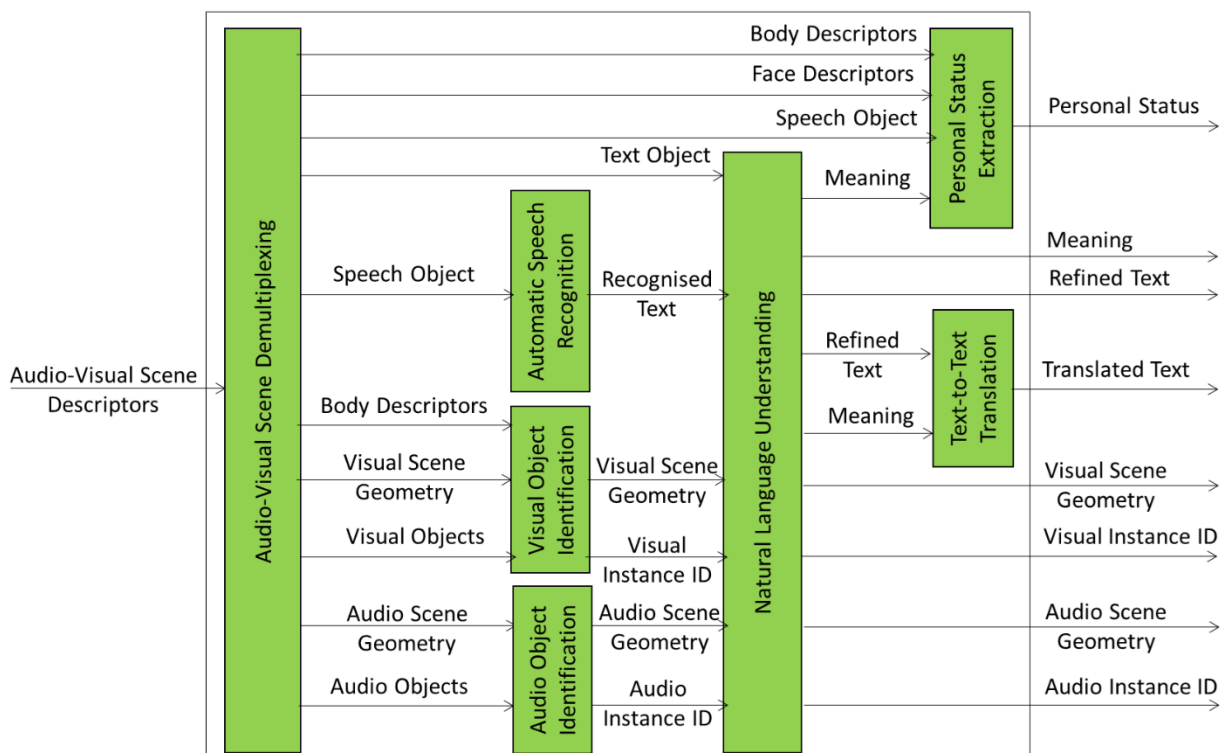 Body Descriptors
Face Descriptors
Speech Object
Text Object
Personal Status
Extraction
Personal Status
Meaning
Meaning
Refined Text
Audio-Visual Scene
Descriptors
Audio-Visual Scene Demultiplexing
Speech Object
Automatic Speech
Recognition
Recognised
Text
Natural Language Understanding
Refined
Text
Meaning
Text-to-Text
Translation
Translated Text
Body Descriptors
Visual Scene
Geometry
Visual Objects
Visual Object
Identification
Visual Scene
Geometry
Visual
Instance ID
Visual Scene
Geometry
Visual Instance ID
Audio Scene
Geometry
Audio Objects
Audio Object
Identification
Audio Scene
Geometry
Audio
Instance ID
Audio Scene
Geometry
Audio Instance ID